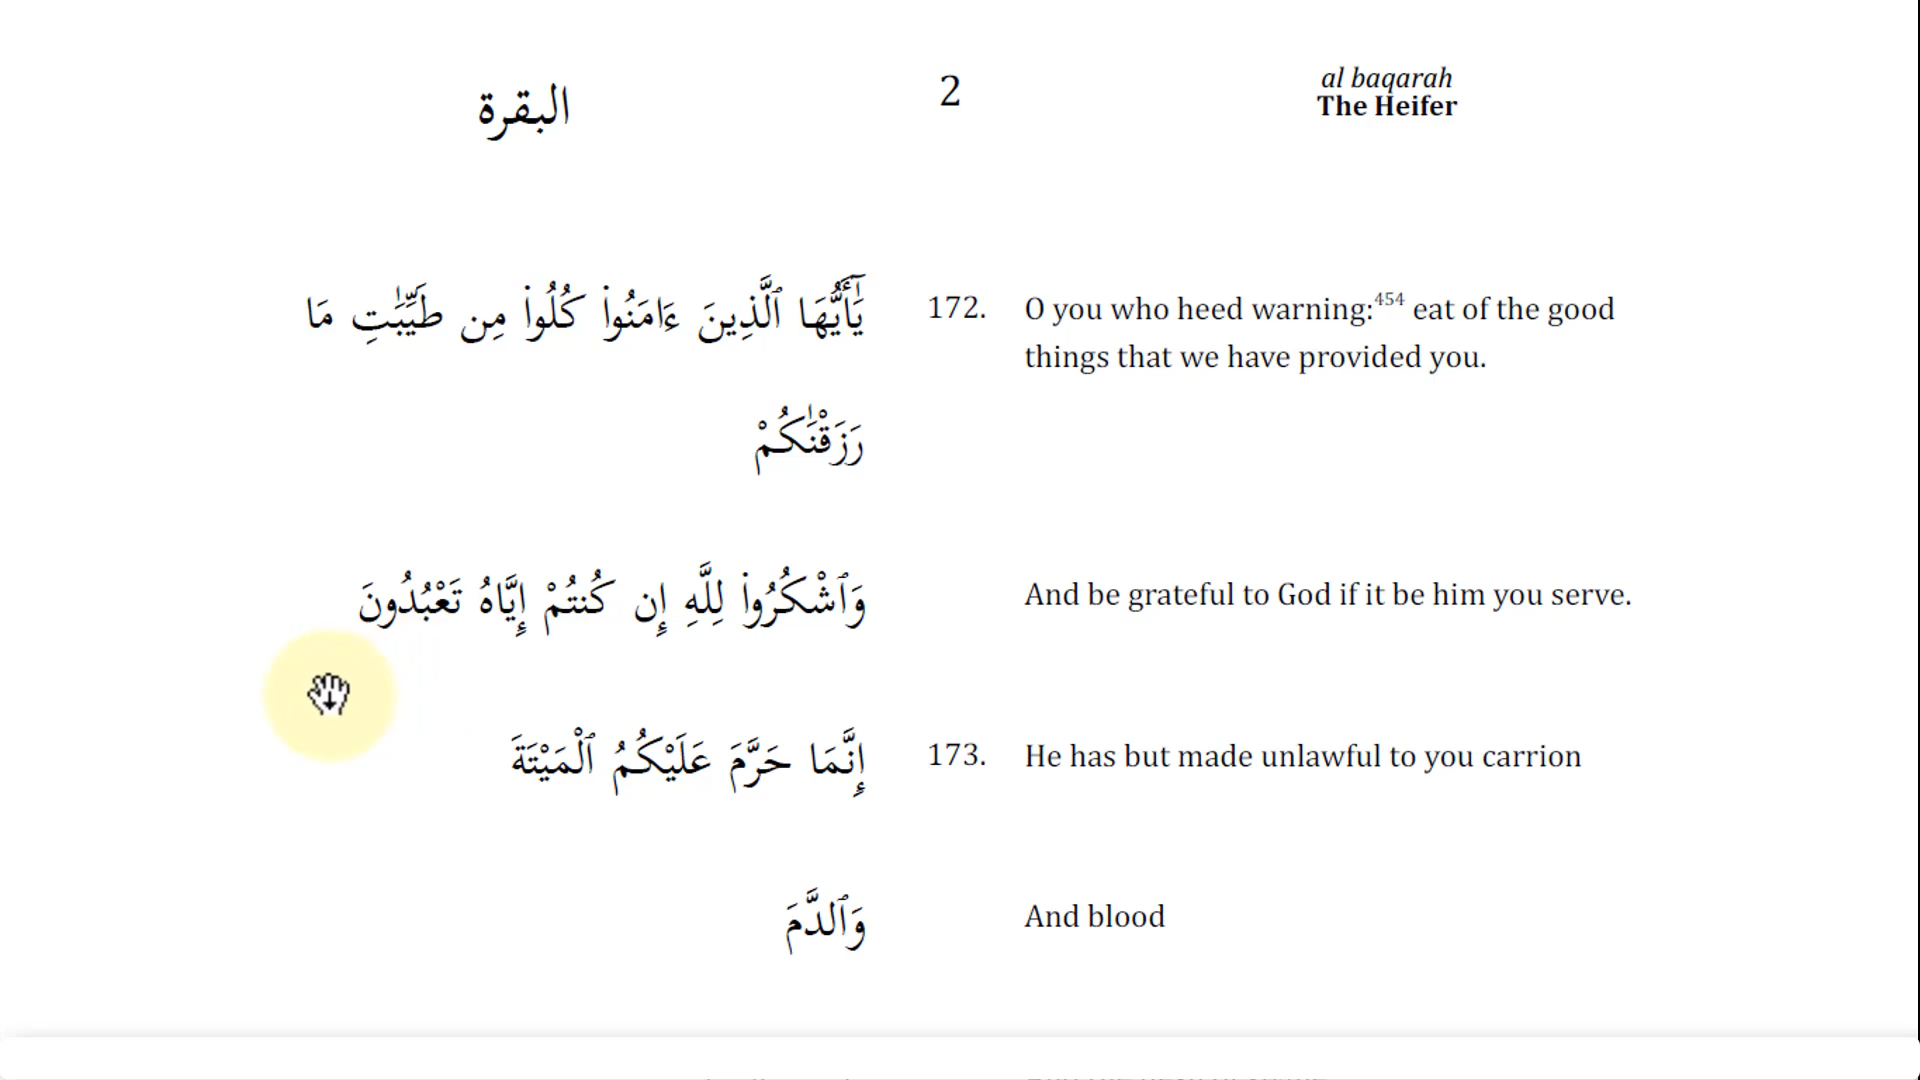 البقرة
2
al baqarah
The Heifer
يَٰٓأَيُّهَا ٱلَّذِينَ ءَامَنُوا۟ كُلُوا۟ مِن طَيِّبَٰتِ مَا
172. O you who heed warning:454 eat of the good
things that we have provided you.
رَزَقْنَٰكُمْ
وَٱشْكُرُوا۟ لِلَّهِ إِن كُنتُمْ إِيَّاهُ تَعْبُدُونَ
And be grateful to God if it be him you serve.
إِنَّمَا حَرَّمَ عَلَيْكُمُ ٱلْمَيْتَةَ
173. He has but made unlawful to you carrion
وَٱلدَّمَ
And blood